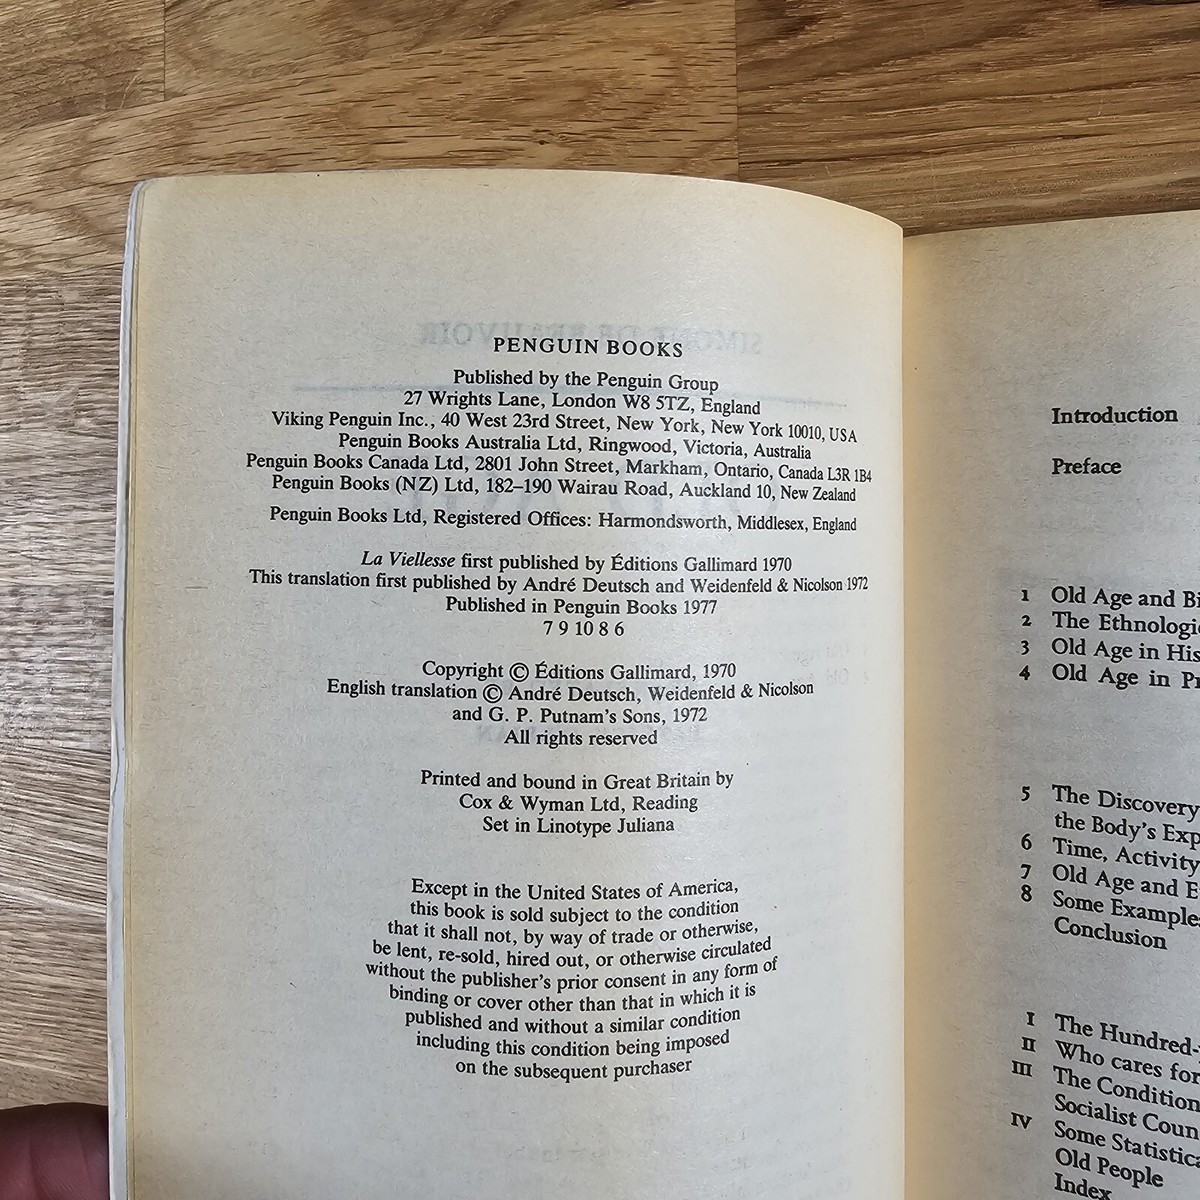 PENGUIN BOOKS
Published by the Penguin Group
27 Wrights Lane, London W8 5TZ, England
Viking Penguin Inc., 40 West 23rd Street, New York, New York 10010, USA
Penguin Books Australia Ltd, Ringwood, Victoria, Australia
Penguin Books Canada Ltd, 2801 John Street, Markham, Ontario, Canada L3R 1B4
Penguin Books (NZ) Ltd, 182–190 Wairau Road, Auckland 10, New Zealand
Penguin Books Ltd, Registered Offices: Harmondsworth, Middlesex, England
La Viellesse first published by Éditions Gallimard 1970
This translation first published by André Deutsch and Weidenfeld & Nicolson 1972
Published in Penguin Books 1977
7 9 10 8 6
Copyright © Éditions Gallimard, 1970
English translation © André Deutsch, Weidenfeld & Nicolson
and G. P. Putnam's Sons, 1972
All rights reserved
Printed and bound in Great Britain by
Cox & Wyman Ltd, Reading
Set in Linotype Juliana
Except in the United States of America,
this book is sold subject to the condition
that it shall not, by way of trade or otherwise,
be lent, re-sold, hired out, or otherwise circulated
without the publisher's prior consent in any form of
binding or cover other than that in which it is
published and without a similar condition
including this condition being imposed
on the subsequent purchaser
Introduction
Preface
1 Old Age and
2 The
3 Old Age in
4 Old Age in
5 The Discovery
the Body's
6 Time, Activity
7 Old Age and
8 Some
Conclusion
I The
II Who cares for
III The Condition
Socialist
IV Some
Old People
Index